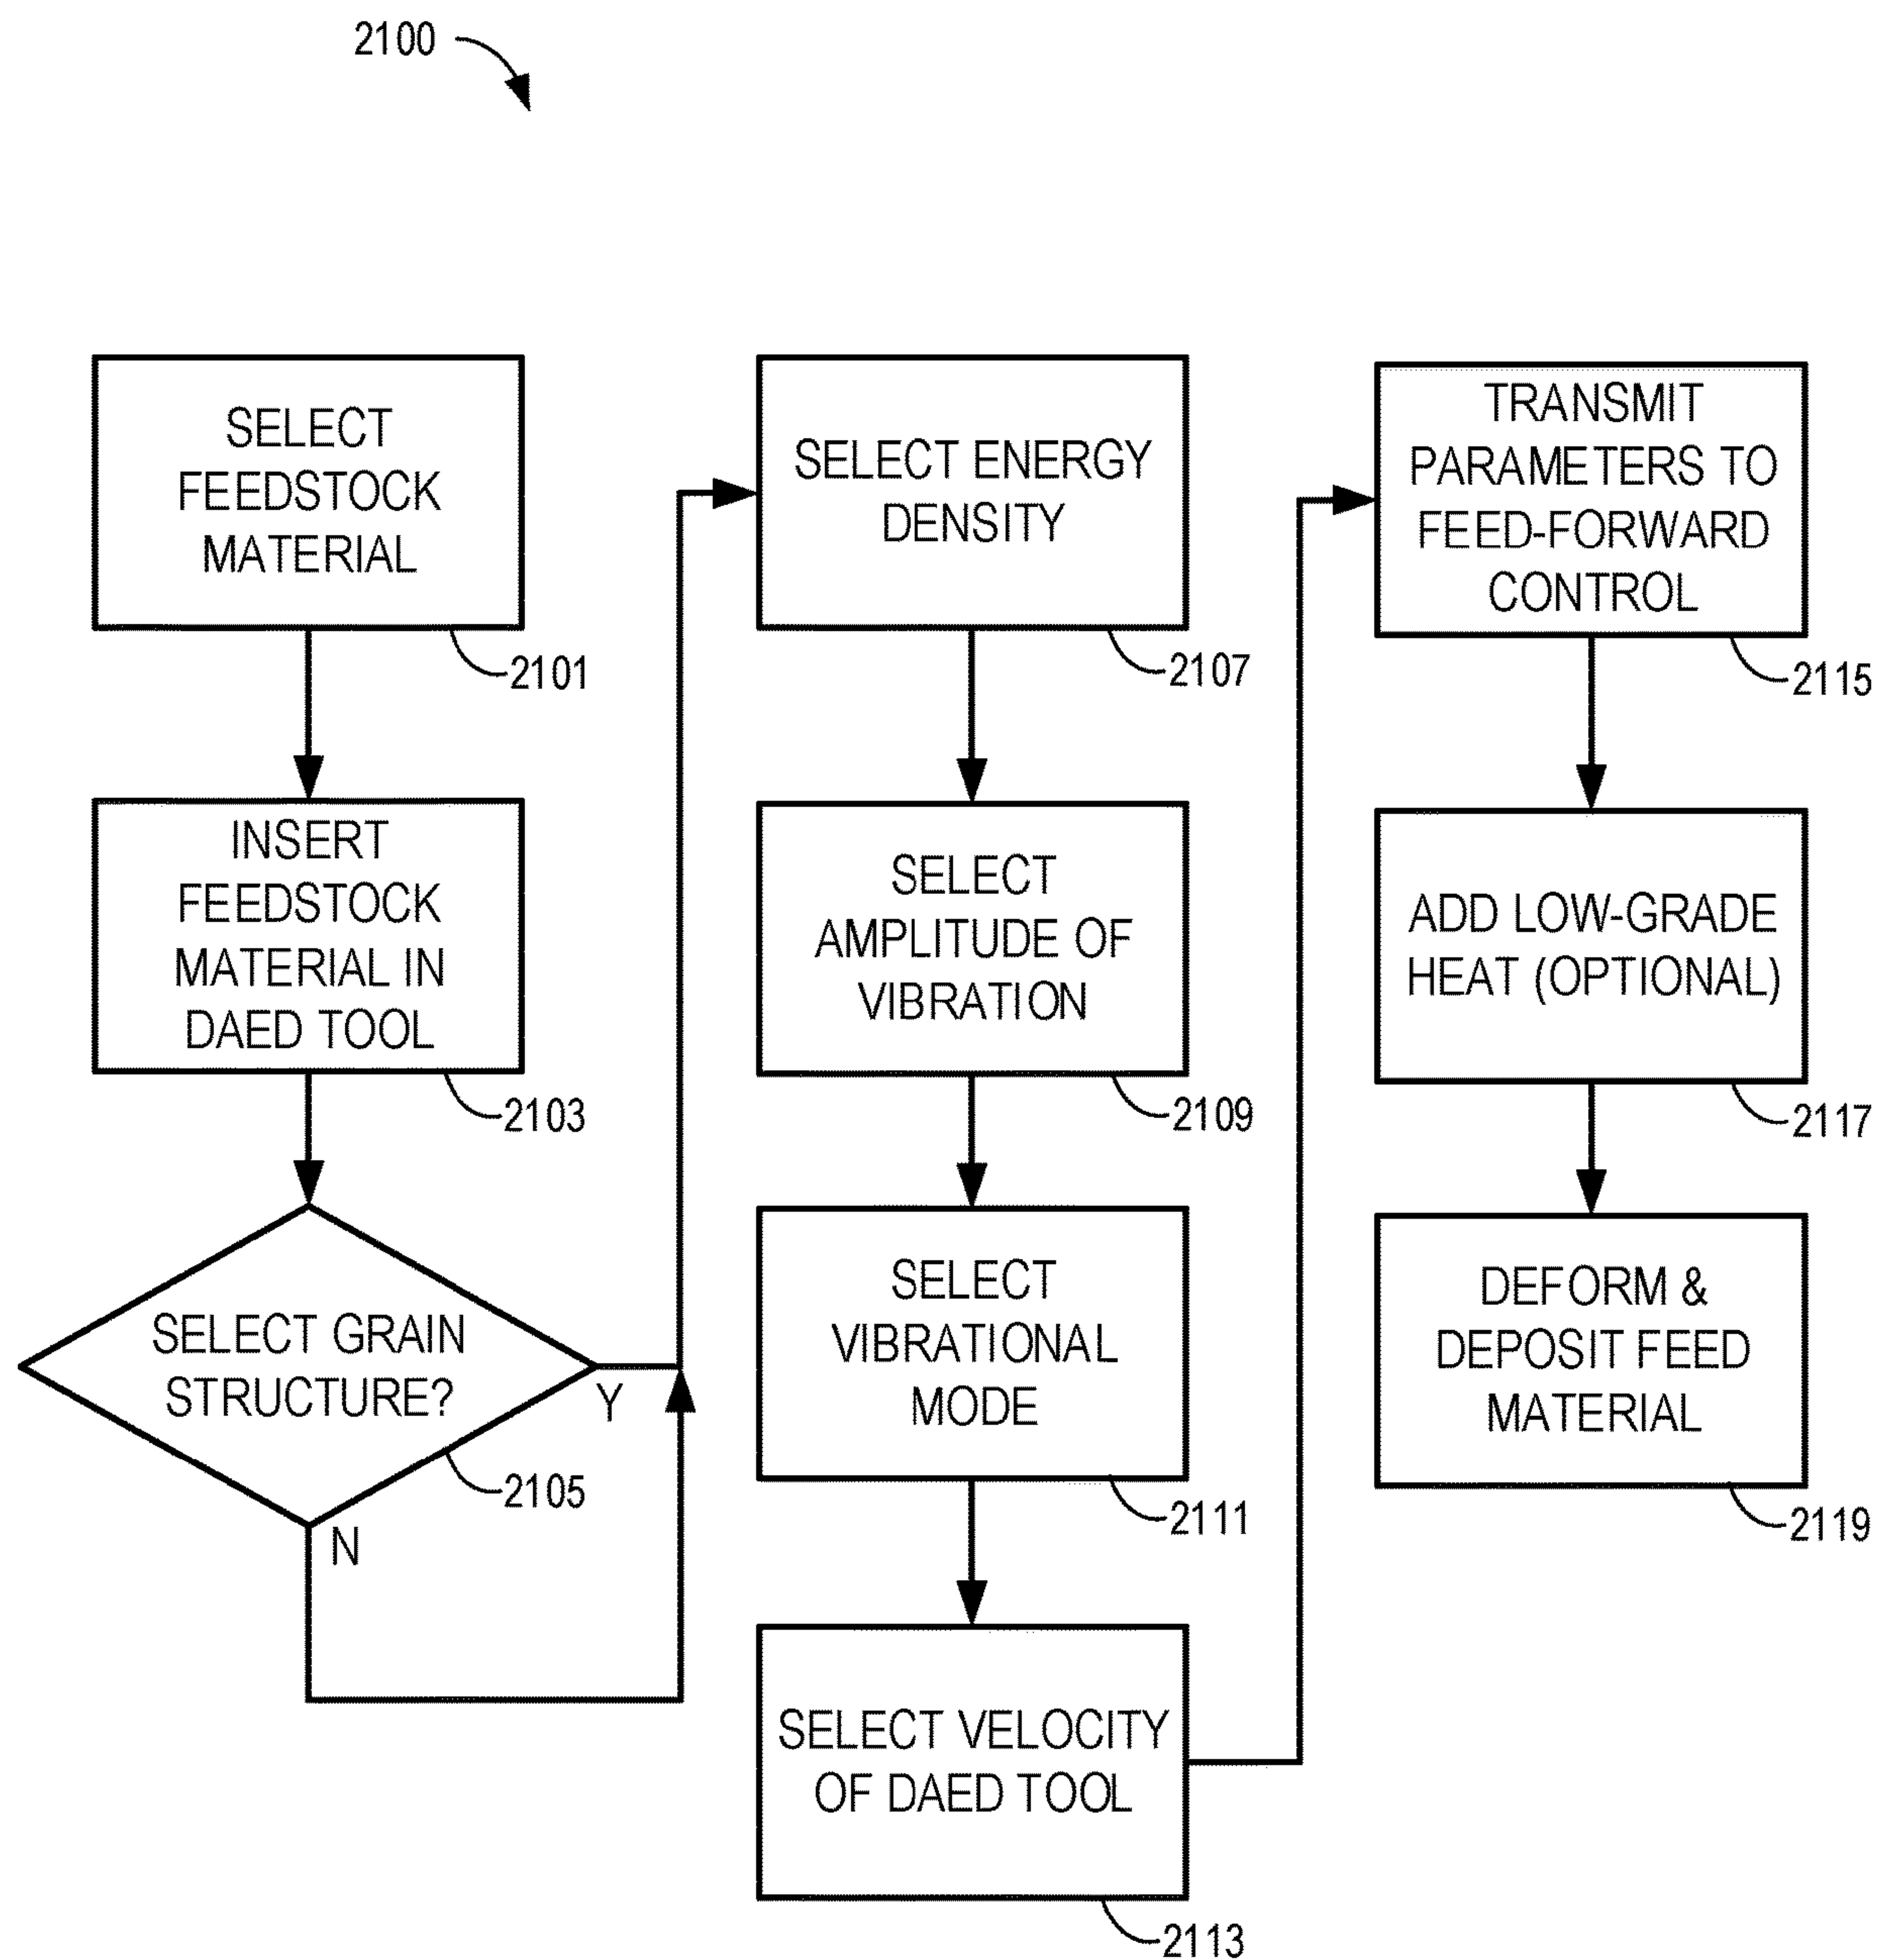 2100
SELECT
FEEDSTOCK
MATERIAL
2101
INSERT
FEEDSTOCK
MATERIAL IN
DAED TOOL
2103
SELECT GRAIN
STRUCTURE?
Y
2105
N
SELECT ENERGY
DENSITY
2107
SELECT
AMPLITUDE OF
VIBRATION
2109
SELECT
VIBRATIONAL
MODE
2111
SELECT VELOCITY
OF DAED TOOL
2113
TRANSMIT
PARAMETERS TO
FEED-FORWARD
CONTROL
2115
ADD LOW-GRADE
HEAT (OPTIONAL)
2117
DEFORM &
DEPOSIT FEED
MATERIAL
2119